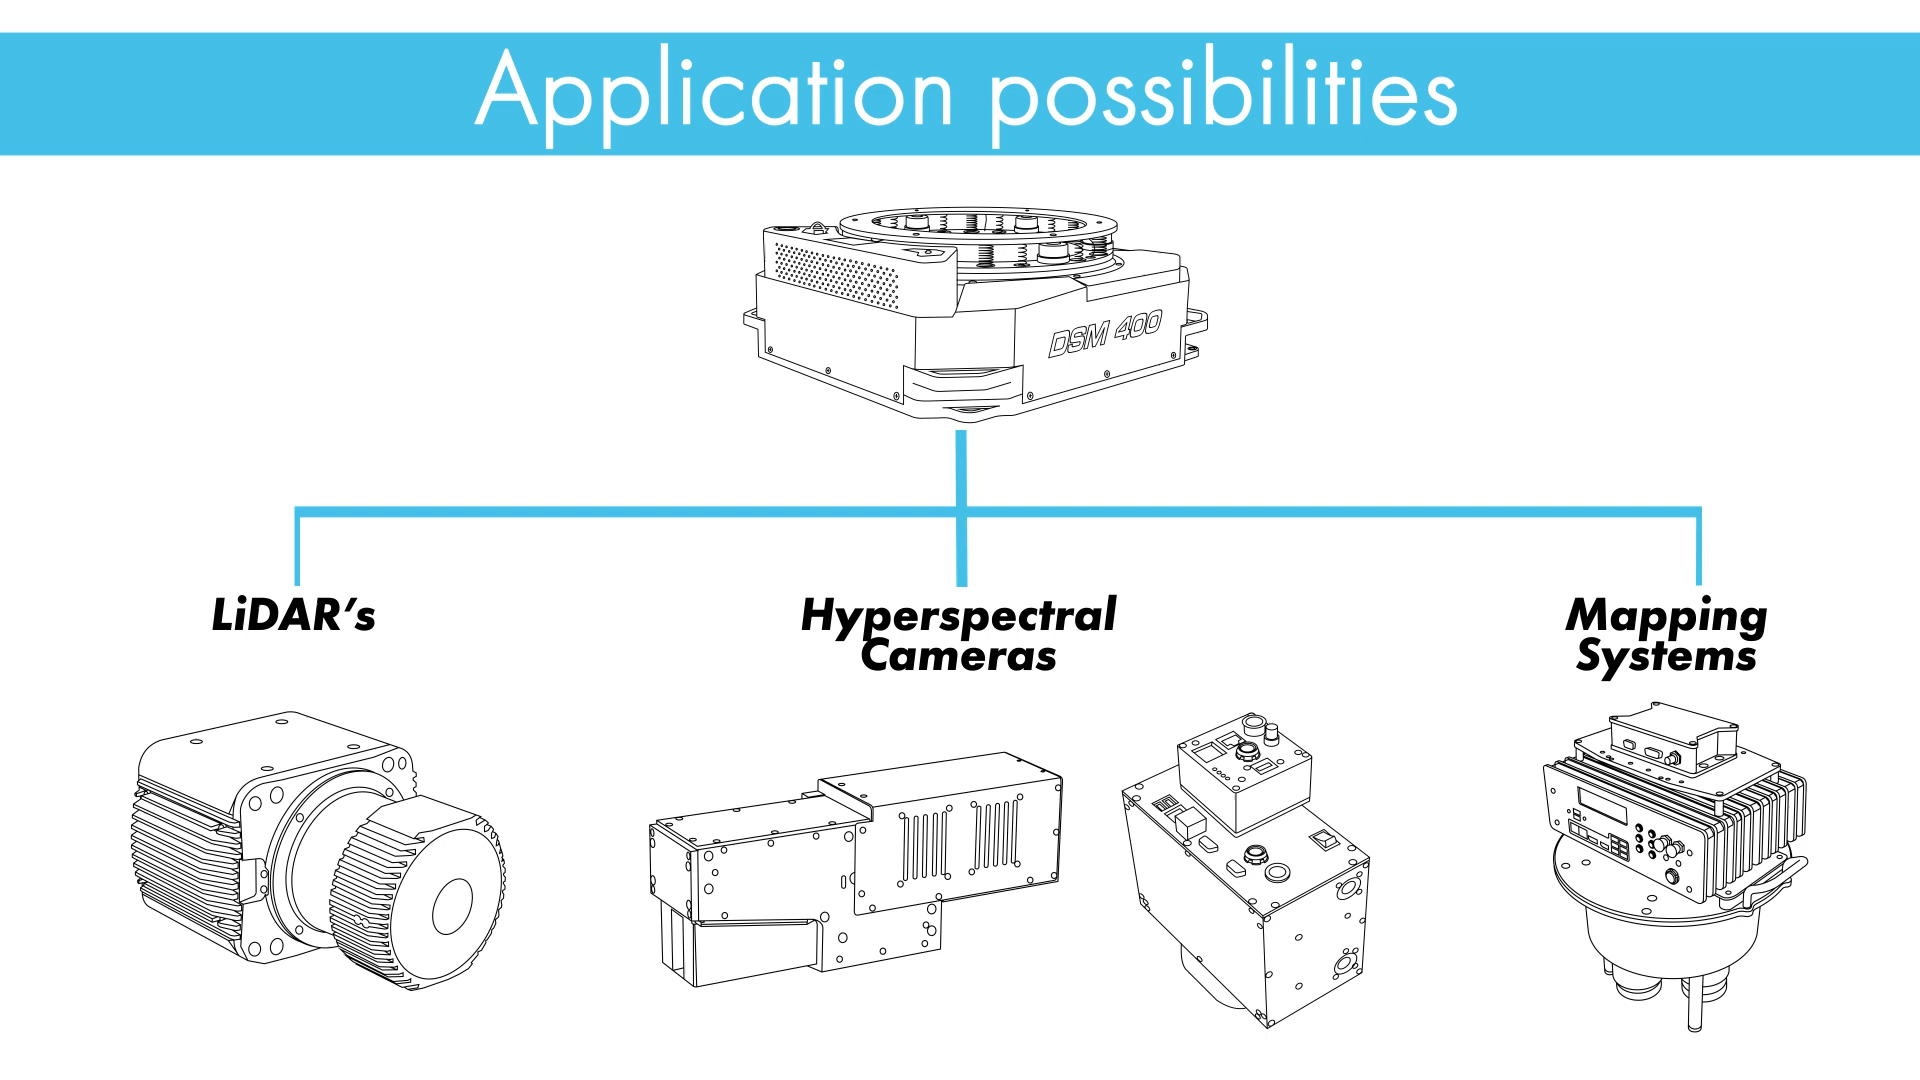 Application possibilities
DSM 400
LiDAR's
Hyperspectral
Cameras
Mapping
Systems